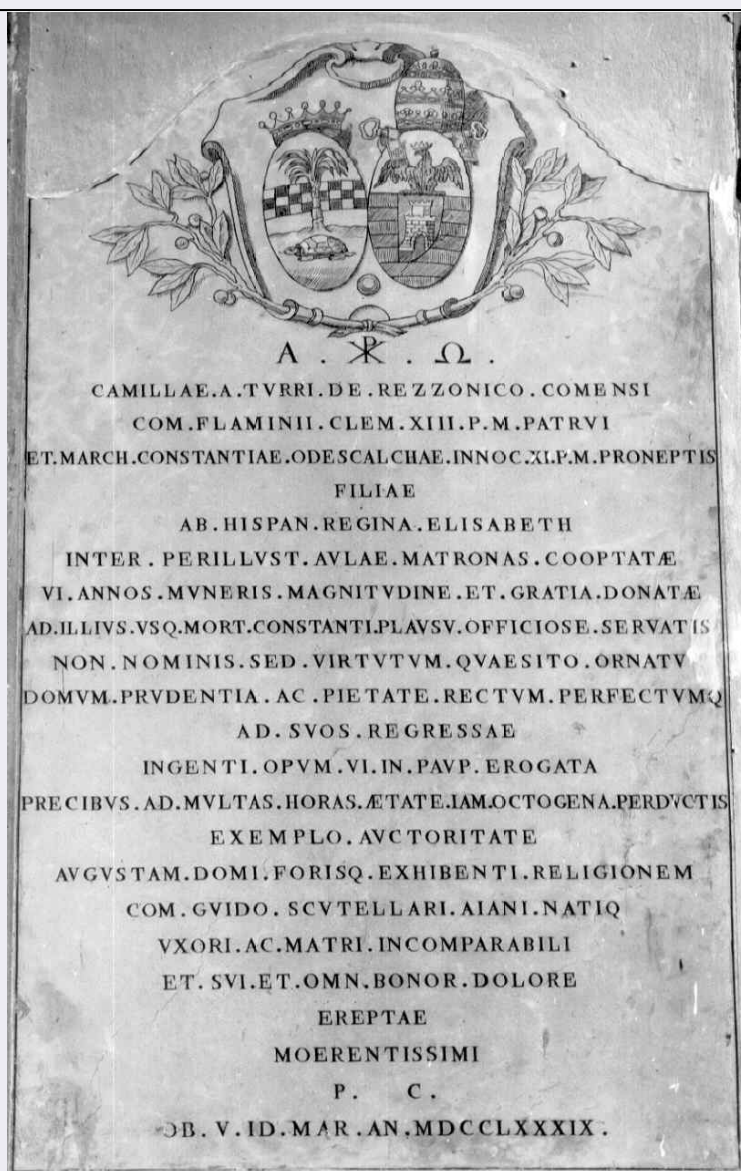 Α . ☧ . Ω .
CAMILLAE.A.TVRRI.DE.REZZONICO.COMENSI
COM.FLAMINII.CLEM.XIII.P.M.PATRVI
ET.MARCH.CONSTANTIAE.ODESCALCHAE.INNOC.XI.P.M.PRONEPTIS
FILIAE
AB.HISPAN.REGINA.ELISABETH
INTER.PERILLVST.AVLAE.MATRONAS.COOPTATÆ
VI.ANNOS.MVNERIS.MAGNITVDINE.ET.GRATIA.DONATÆ
AD.ILLIVS.VSQ.MORT.CONSTANTI.PLAVSV.OFFICIOSE.SERVATIS
NON.NOMINIS.SED.VIRTVTVM.QVAESITO.ORNATV
DOMVM.PRVDENTIA.AC.PIETATE.RECTVM.PERFECTVMQ
AD.SVOS.REGRESSAE
INGENTI.OPVM.VI.IN.PAVP.EROGATA
PRECIBVS.AD.MVLTAS.HORAS.ÆTATE.IAM.OCTOGENA.PERDVCTIS
EXEMPLO.AVCTORITATE
AVGVSTAM.DOMI.FORISQ.EXHIBENTI.RELIGIONEM
COM.GVIDO.SCVTELLARI.AIANI.NATIQ
VXORI.AC.MATRI.INCOMPARABILI
ET.SVI.ET.OMN.BONOR.DOLORE
EREPTAE
MOERENTISSIMI
P. C.
OB.V.ID.MAR.AN.MDCCLXXXIX.